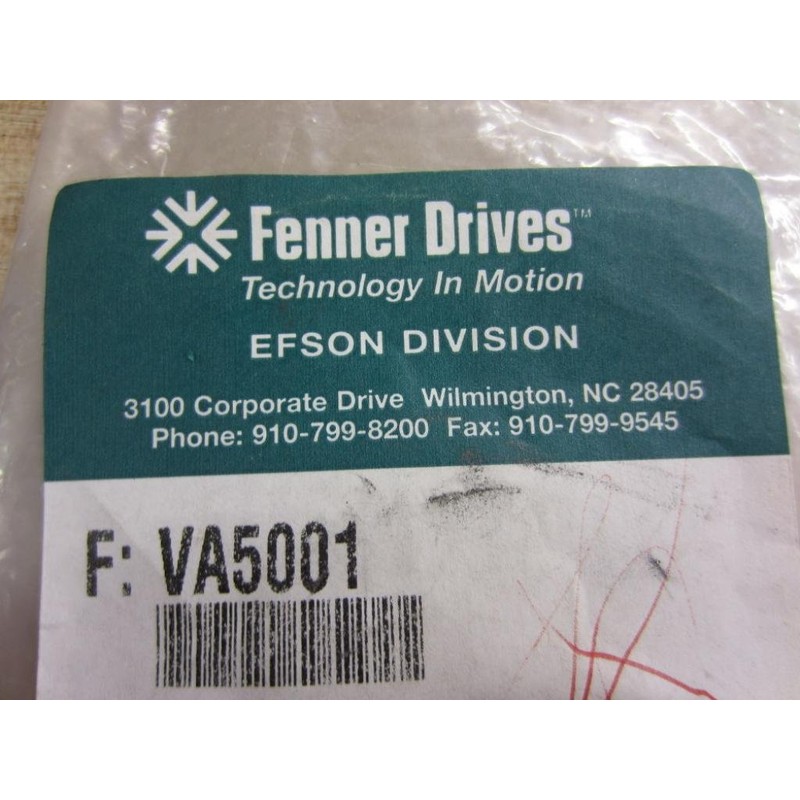 Fenner Drives™
Technology In Motion
EFSON DIVISION
3100 Corporate Drive Wilmington, NC 28405
Phone: 910-799-8200 Fax: 910-799-9545
F: VA5001